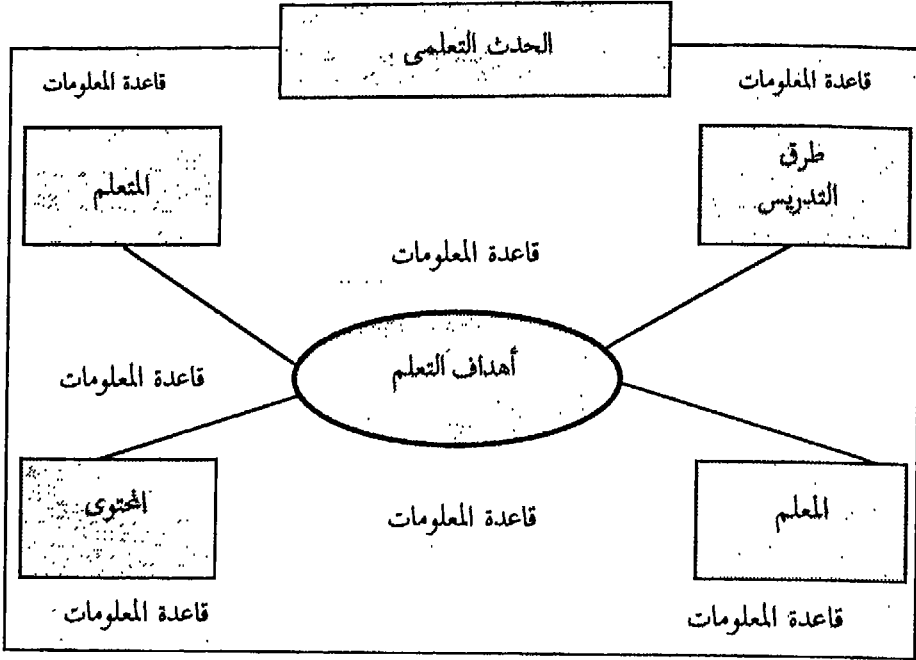 الحدث التعلمى
قاعدة المعلومات
قاعدة المعلومات
طرق
التدريس
المتعلم
قاعدة المعلومات
أهداف التعلم
قاعدة المعلومات
المحتوى
المعلم
قاعدة المعلومات
قاعدة المعلومات
قاعدة المعلومات